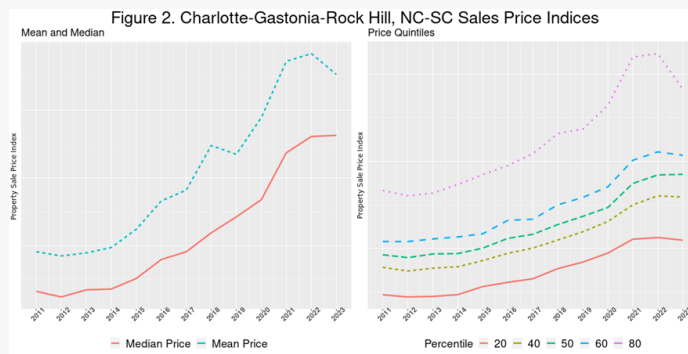 Figure 2. Charlotte-Gastonia-Rock Hill, NC-SC Sales Price Indices
Mean and Median
Property Sale Price Index
2011 2012 2013 2014 2015 2016 2017 2018 2019 2020 2021 2022 2023
Median Price Mean Price
Price Quintiles
Property Sale Price Index
2011 2012 2013 2014 2015 2016 2017 2018 2019 2020 2021 2022
Percentile 20 40 50 60 80